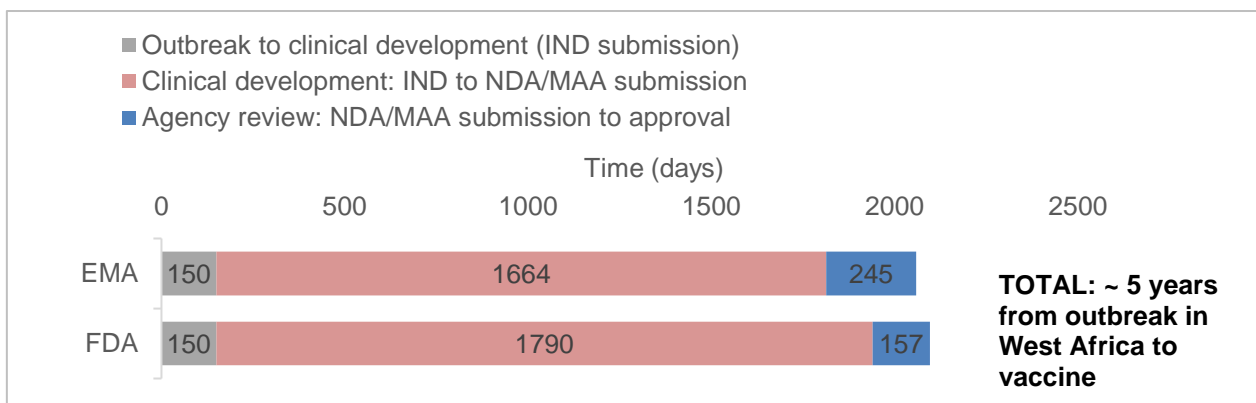 Outbreak to clinical development (IND submission)
Clinical development: IND to NDA/MAA submission
Agency review: NDA/MAA submission to approval
Time (days)
0 500 1000 1500 2000 2500
EMA 150 1664 245
FDA 150 1790 157
TOTAL: ~ 5 years
from outbreak in
West Africa to
vaccine